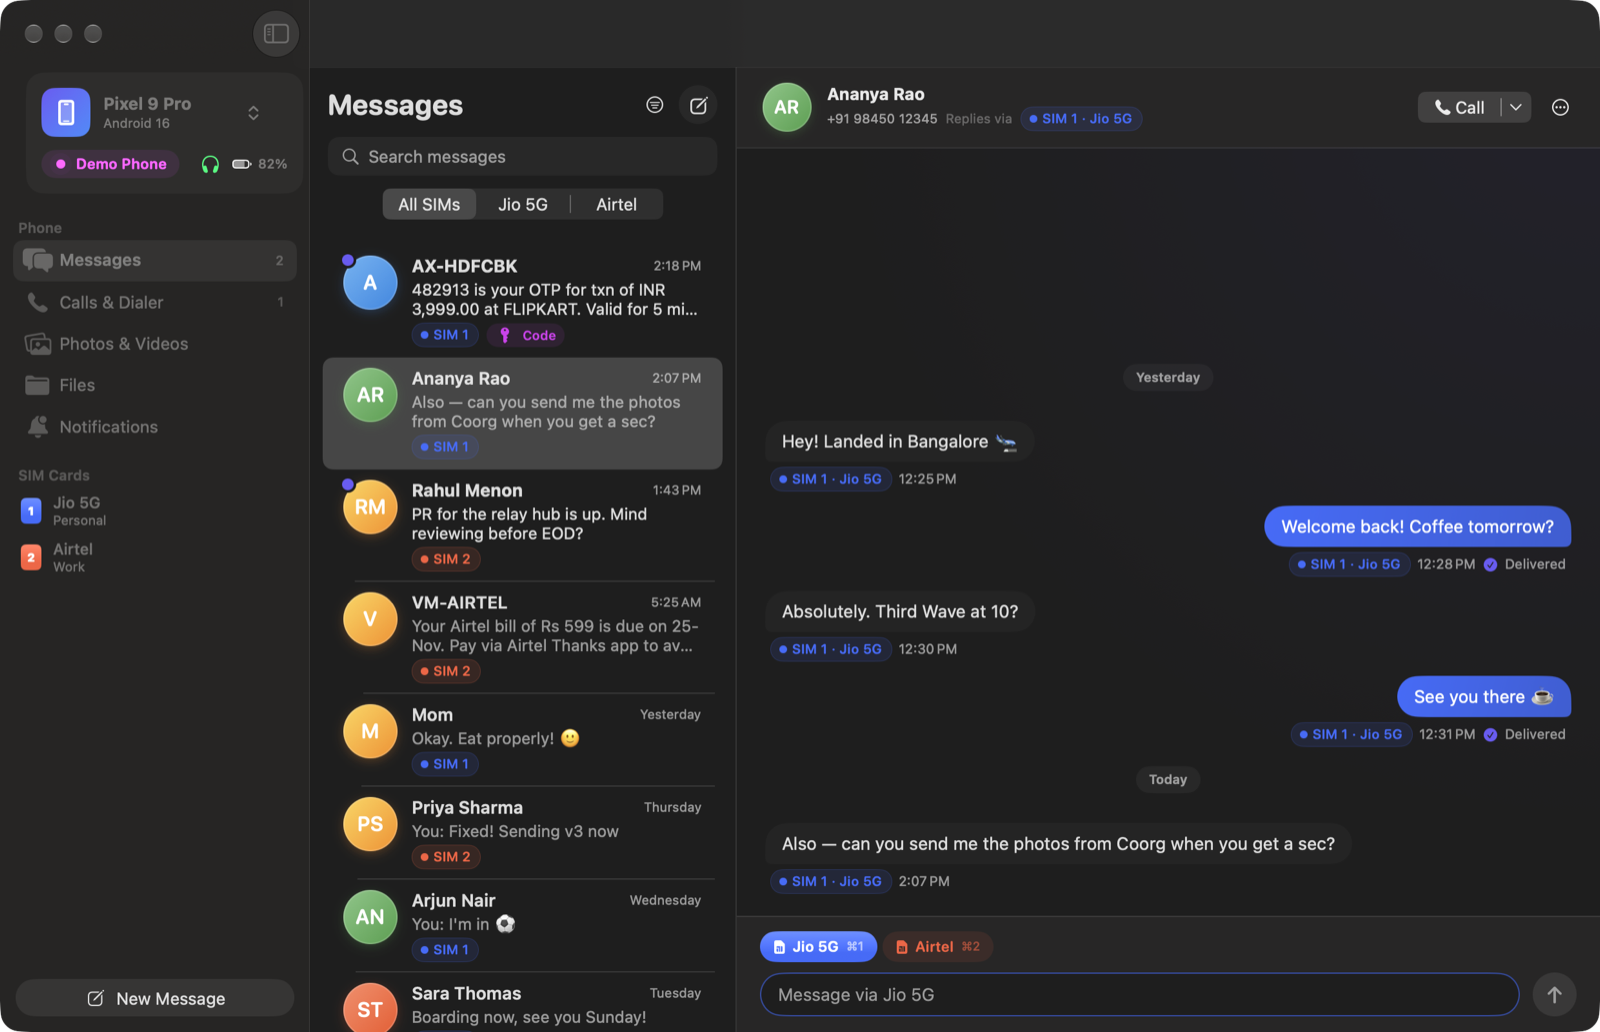 Pixel 9 Pro
Android 16
Demo Phone
82%
Phone
Messages 2
Calls & Dialer 1
Photos & Videos
Files
Notifications
SIM Cards
1
Jio 5G
Personal
2
Airtel
Work
New Message
Messages
Search messages
All SIMs
Jio 5G
Airtel
A
AX-HDFCBK 2:18 PM
482913 is your OTP for txn of INR
3,999.00 at FLIPKART. Valid for 5 mi...
SIM 1 Code
AR
Ananya Rao 2:07 PM
Also — can you send me the photos
from Coorg when you get a sec?
SIM 1
RM
Rahul Menon 1:43 PM
PR for the relay hub is up. Mind
reviewing before EOD?
SIM 2
V
VM-AIRTEL 5:25 AM
Your Airtel bill of Rs 599 is due on 25-
Nov. Pay via Airtel Thanks app to av...
SIM 2
M
Mom Yesterday
Okay. Eat properly! 🙂
SIM 1
PS
Priya Sharma Thursday
You: Fixed! Sending v3 now
SIM 2
AN
Arjun Nair Wednesday
You: I'm in ⚽
SIM 1
ST
Sara Thomas Tuesday
Boarding now, see you Sunday!
AR
Ananya Rao
+91 98450 12345 Replies via SIM 1 · Jio 5G
Call
Yesterday
Hey! Landed in Bangalore 🛬
SIM 1 · Jio 5G 12:25 PM
Welcome back! Coffee tomorrow?
SIM 1 · Jio 5G 12:28 PM Delivered
Absolutely. Third Wave at 10?
SIM 1 · Jio 5G 12:30 PM
See you there ☕
SIM 1 · Jio 5G 12:31 PM Delivered
Today
Also — can you send me the photos from Coorg when you get a sec?
SIM 1 · Jio 5G 2:07 PM
Jio 5G ⌘1
Airtel ⌘2
Message via Jio 5G